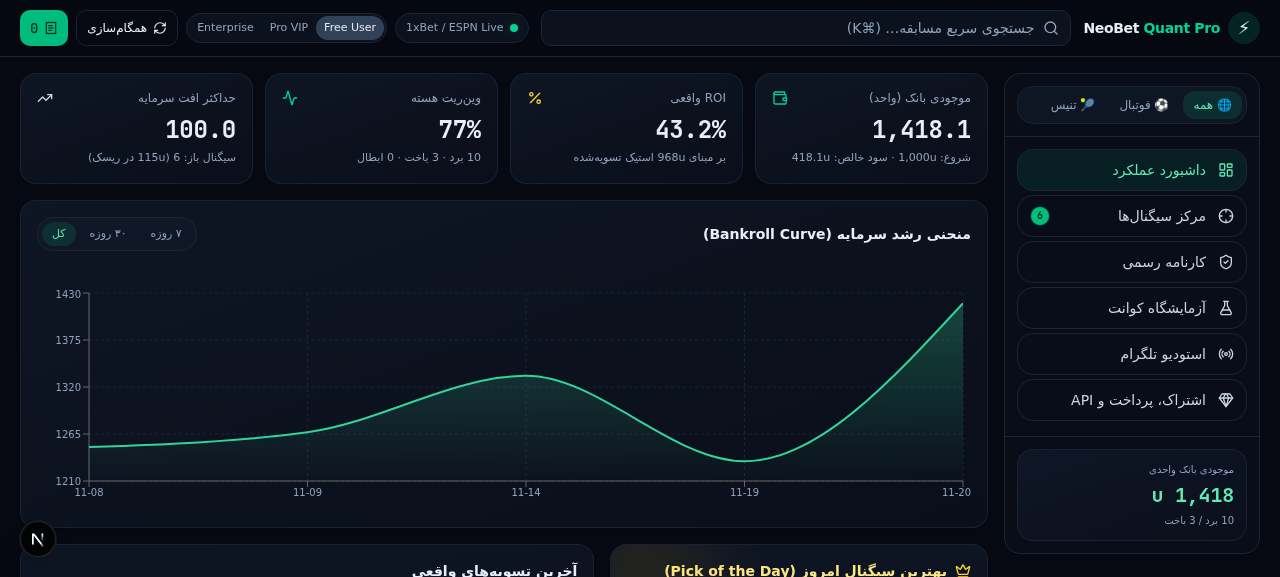 NeoBet Quant Pro
جستجوی سریع مسابقه... (⌘K)
1xBet / ESPN Live
Free User
Pro VIP
Enterprise
همگام‌سازی
0
🌐 همه
⚽ فوتبال
🎾 تنیس
داشبورد عملکرد
مرکز سیگنال‌ها
6
کارنامه رسمی
آزمایشگاه کوانت
استودیو تلگرام
اشتراک، پرداخت و API
موجودی بانک واحدی
1,418 U
10 برد / 3 باخت
موجودی بانک (واحد)
1,418.1
شروع: 1,000u · سود خالص: 418.1u
ROI واقعی
43.2%
بر مبنای 968u استیک تسویه‌شده
وین‌ریت هسته
77%
10 برد · 3 باخت · 0 ابطال
حداکثر افت سرمایه
100.0
سیگنال باز: 6 (115u در ریسک)
منحنی رشد سرمایه (Bankroll Curve)
۷ روزه
۳۰ روزه
کل
1430
1375
1320
1265
1210
11-08
11-09
11-14
11-19
11-20
بهترین سیگنال امروز (Pick of the Day)
آخرین تسویه‌های واقعی
N